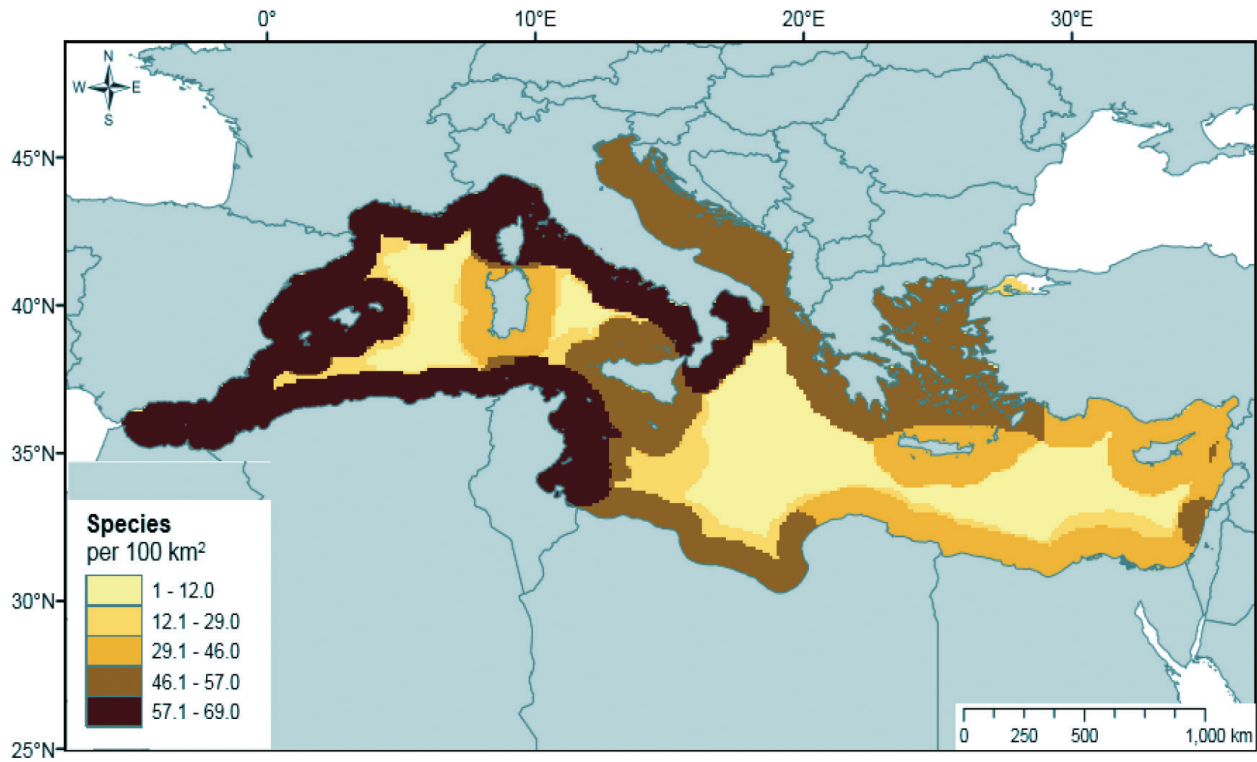 0° 10°E 20°E 30°E
N
W E
S
45°N
40°N
35°N
30°N
25°N
Species
per 100 km²
1 - 12.0
12.1 - 29.0
29.1 - 46.0
46.1 - 57.0
57.1 - 69.0
0 250 500 1,000 km